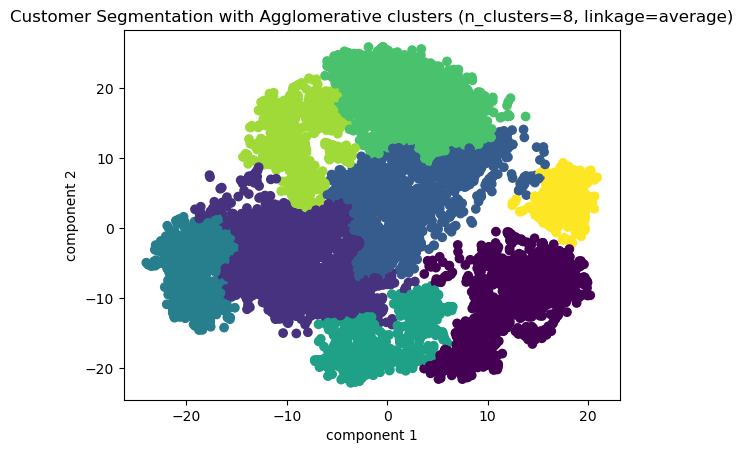 Customer Segmentation with Agglomerative clusters (n_clusters=8, linkage=average)
20
10
0
−10
−20
component 2
−20 −10 0 10 20
component 1